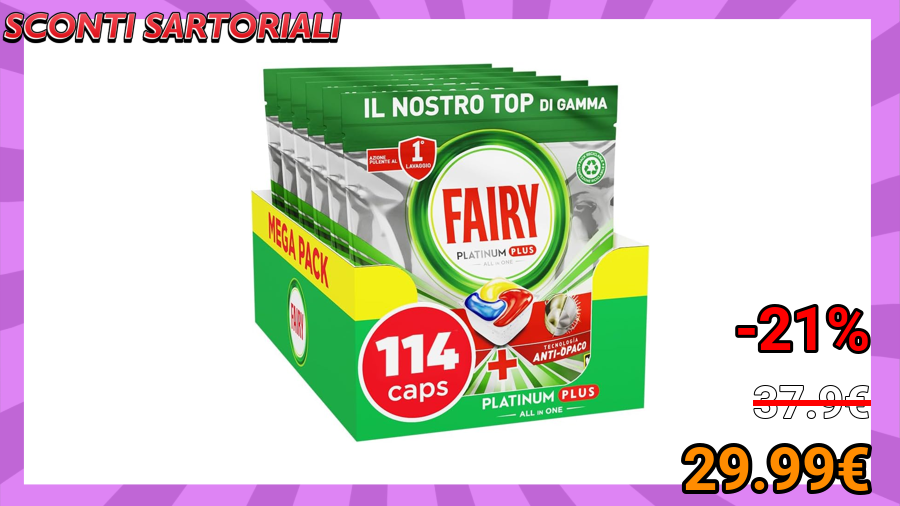 SCONTI SARTORIALI
IL NOSTRO TOP DI GAMMA
AZIONE
PULENTE AL
1°
LAVAGGIO
FAIRY
PLATINUM PLUS
ALL IN ONE
MEGA PACK
FAIRY
114
caps
+
TECNOLOGÍA
ANTI-OPACO
PLATINUM PLUS
ALL IN ONE
-21%
37.9€
29.99€